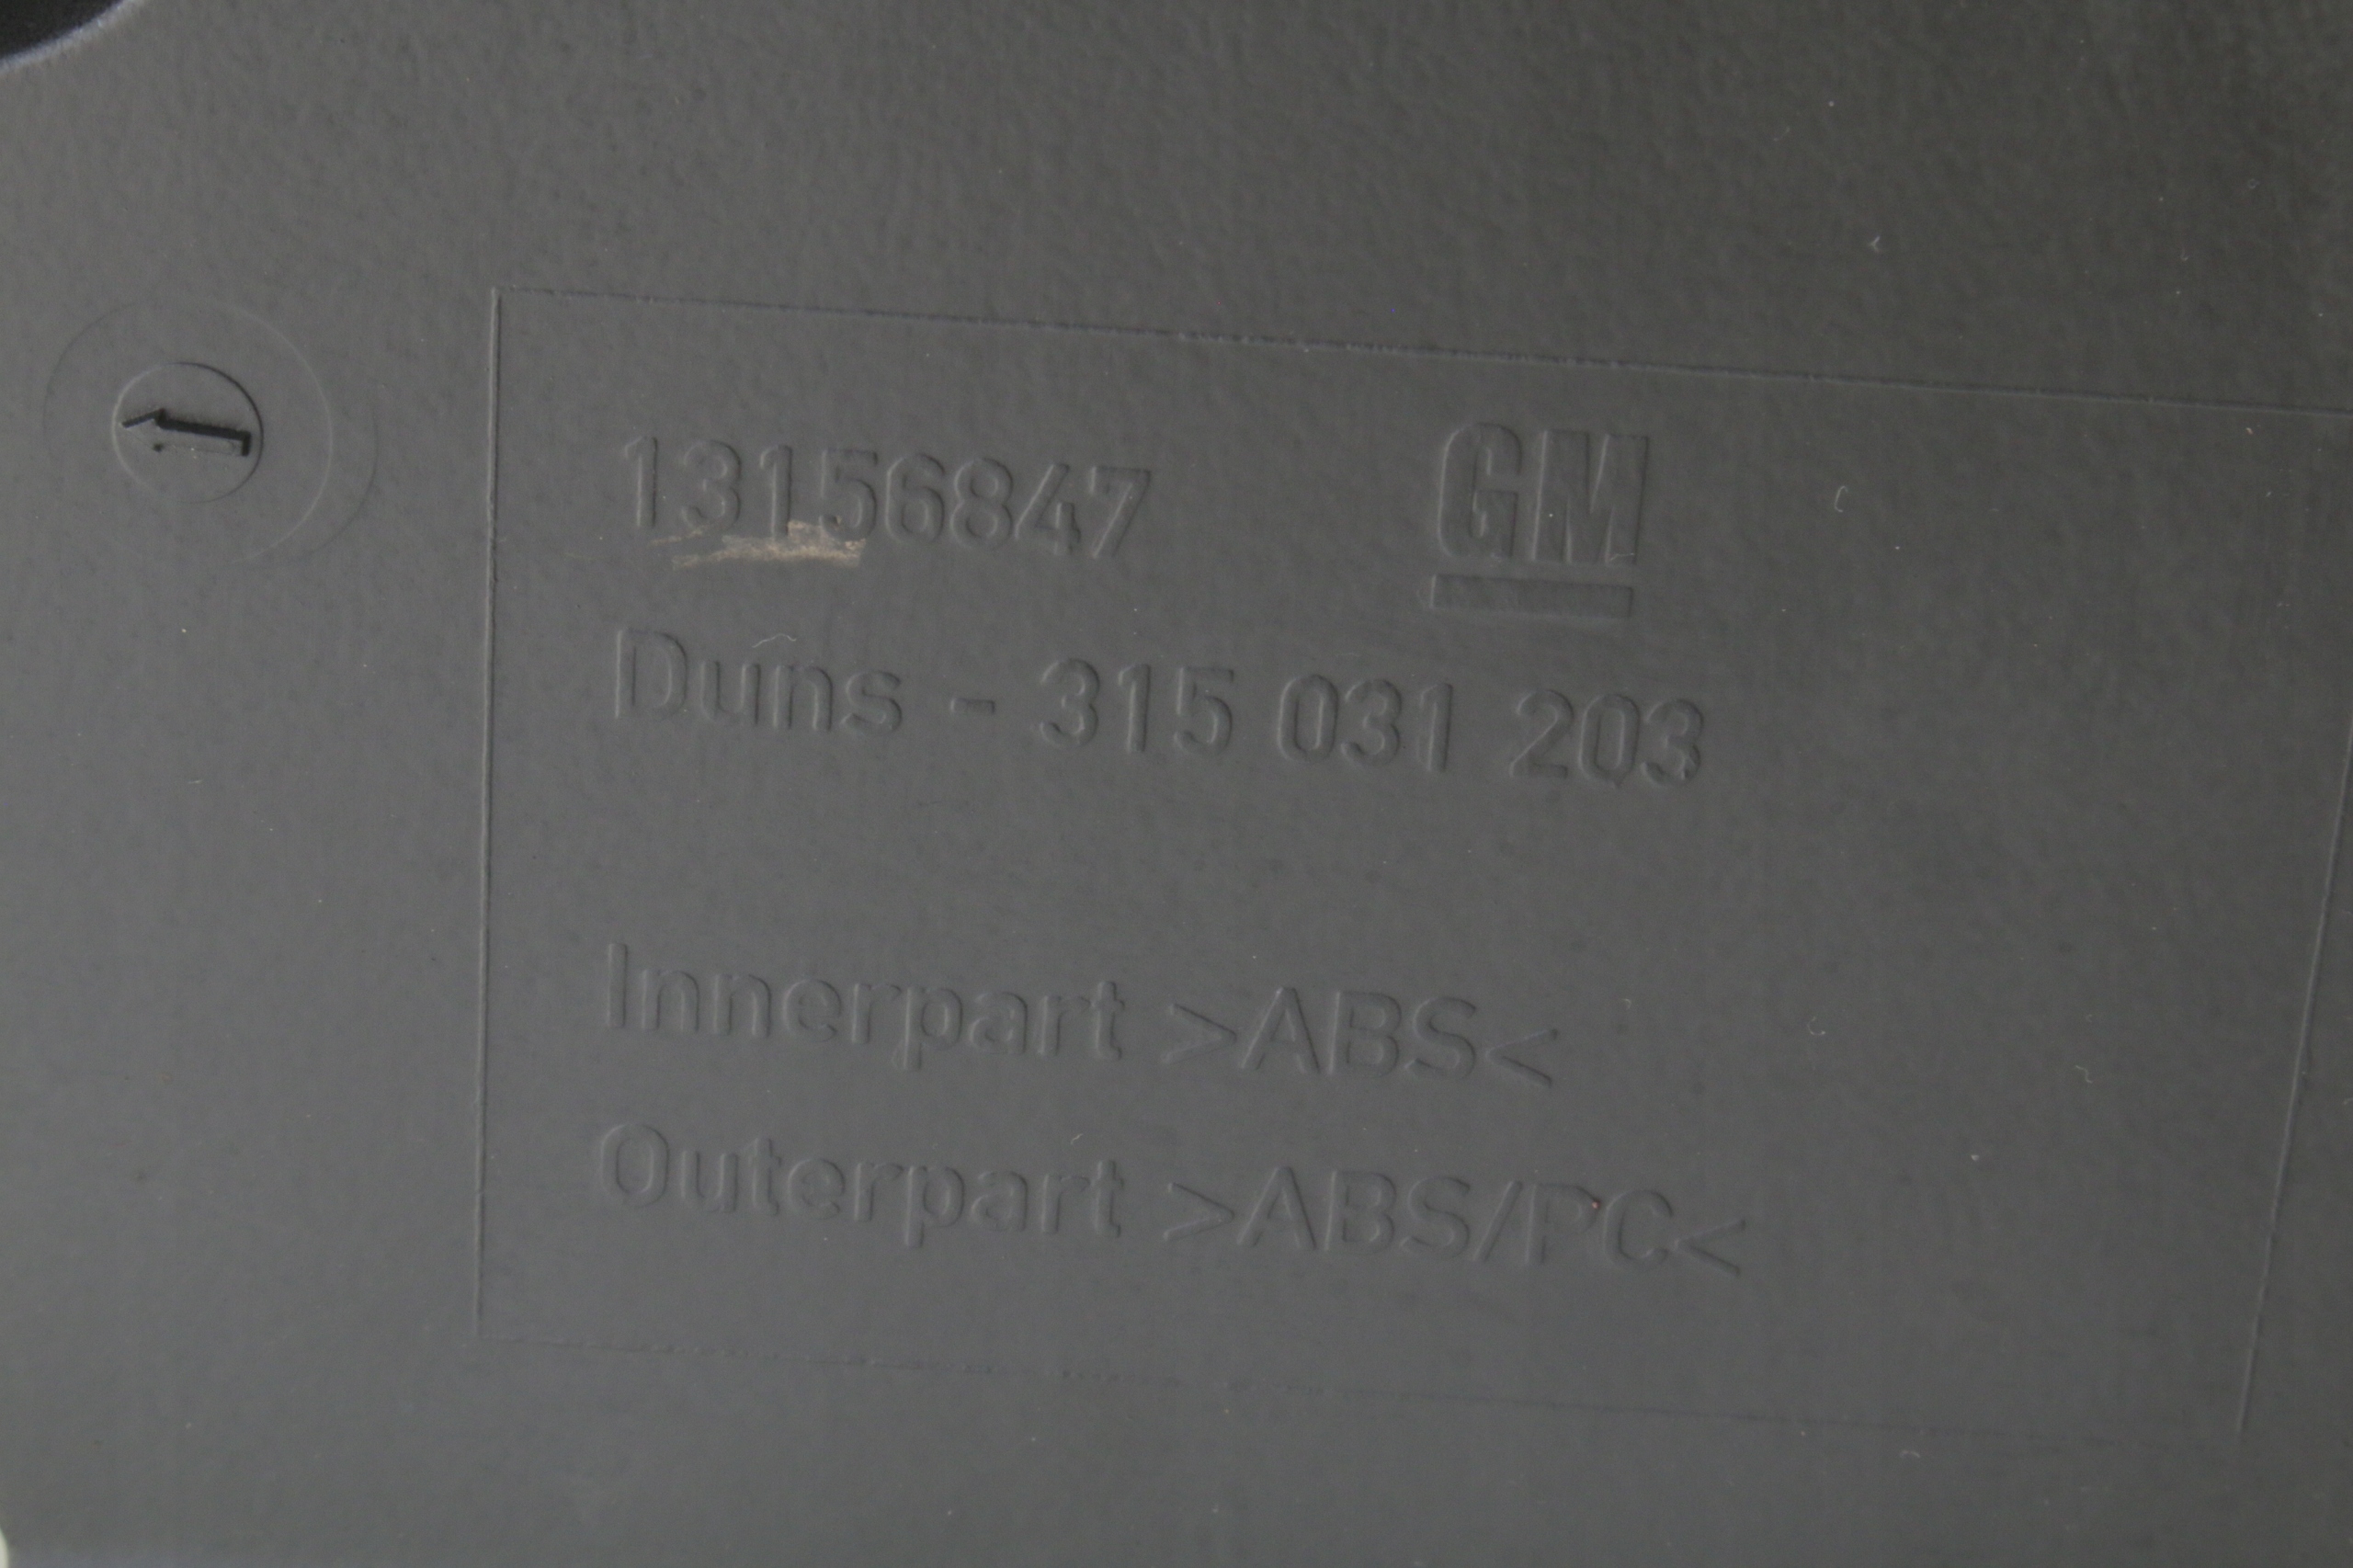 13156847 GM
Duns - 315 031 203
Innerpart >ABS<
Outerpart >ABS/PC<